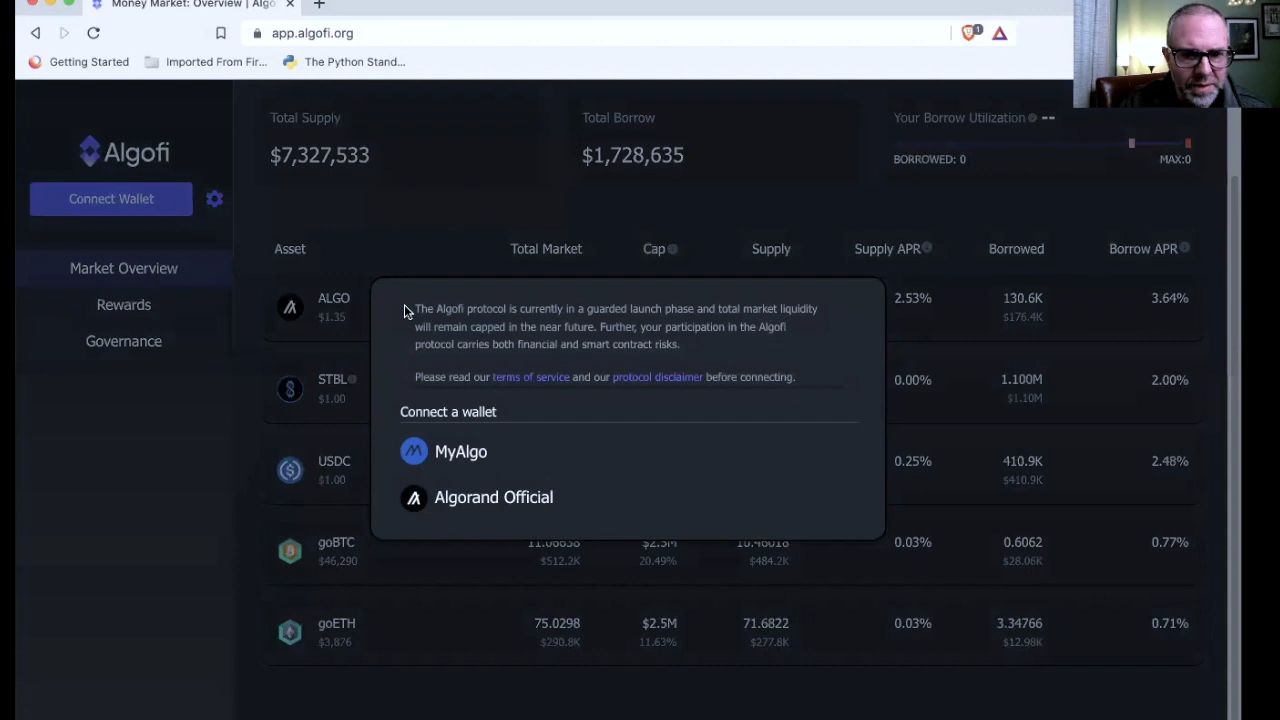 Money Market: Overview | Algo
app.algofi.org
1
Getting Started
Imported From Fir...
The Python Stand...
Algofi
Connect Wallet
Market Overview
Rewards
Governance
Total Supply
$7,327,533
Total Borrow
$1,728,635
Your Borrow Utilization --
BORROWED: 0
MAX:0
Asset Total Market Cap Supply Supply APR Borrowed Borrow APR
ALGO 2.53% 130.6K 3.64%
$1.35 $176.4K
STBL 0.00% 1.100M 2.00%
$1.00 $1.10M
USDC 0.25% 410.9K 2.48%
$1.00 $410.9K
goBTC 11.06638 $2.5M 10.46018 0.03% 0.6062 0.77%
$46,290 $512.2K 20.49% $484.2K $28.06K
goETH 75.0298 $2.5M 71.6822 0.03% 3.34766 0.71%
$3,876 $290.8K 11.63% $277.8K $12.98K
The Algofi protocol is currently in a guarded launch phase and total market liquidity
will remain capped in the near future. Further, your participation in the Algofi
protocol carries both financial and smart contract risks.
Please read our terms of service and our protocol disclaimer before connecting.
Connect a wallet
MyAlgo
Algorand Official